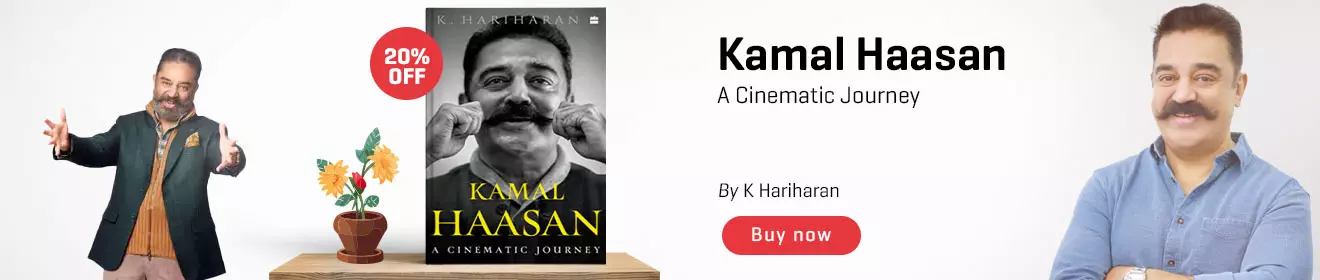 20%
OFF
K. HARIHARAN
KAMAL
HAASAN
A CINEMATIC JOURNEY
Kamal Haasan
A Cinematic Journey
By K Hariharan
Buy now